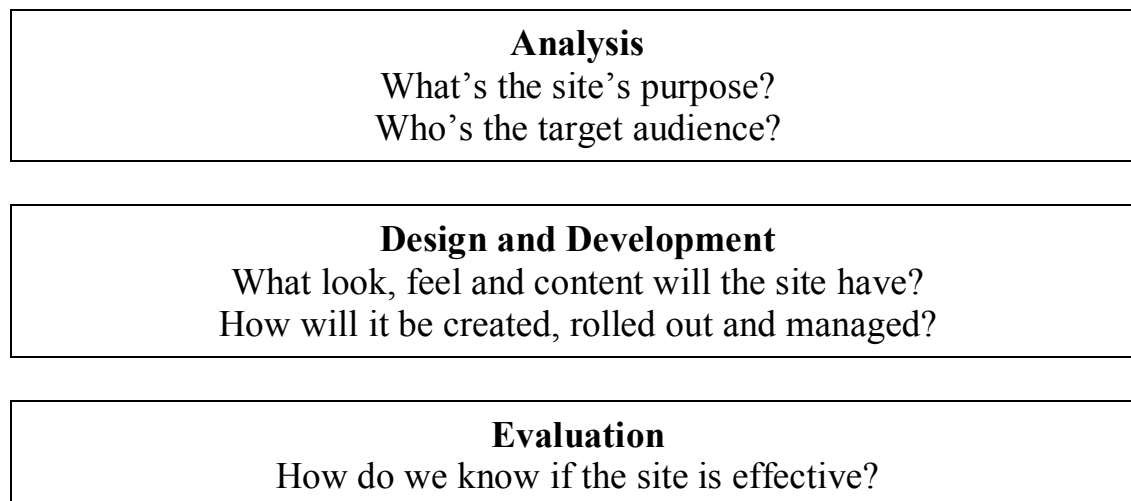 Analysis
What’s the site’s purpose?
Who’s the target audience?
Design and Development
What look, feel and content will the site have?
How will it be created, rolled out and managed?
Evaluation
How do we know if the site is effective?